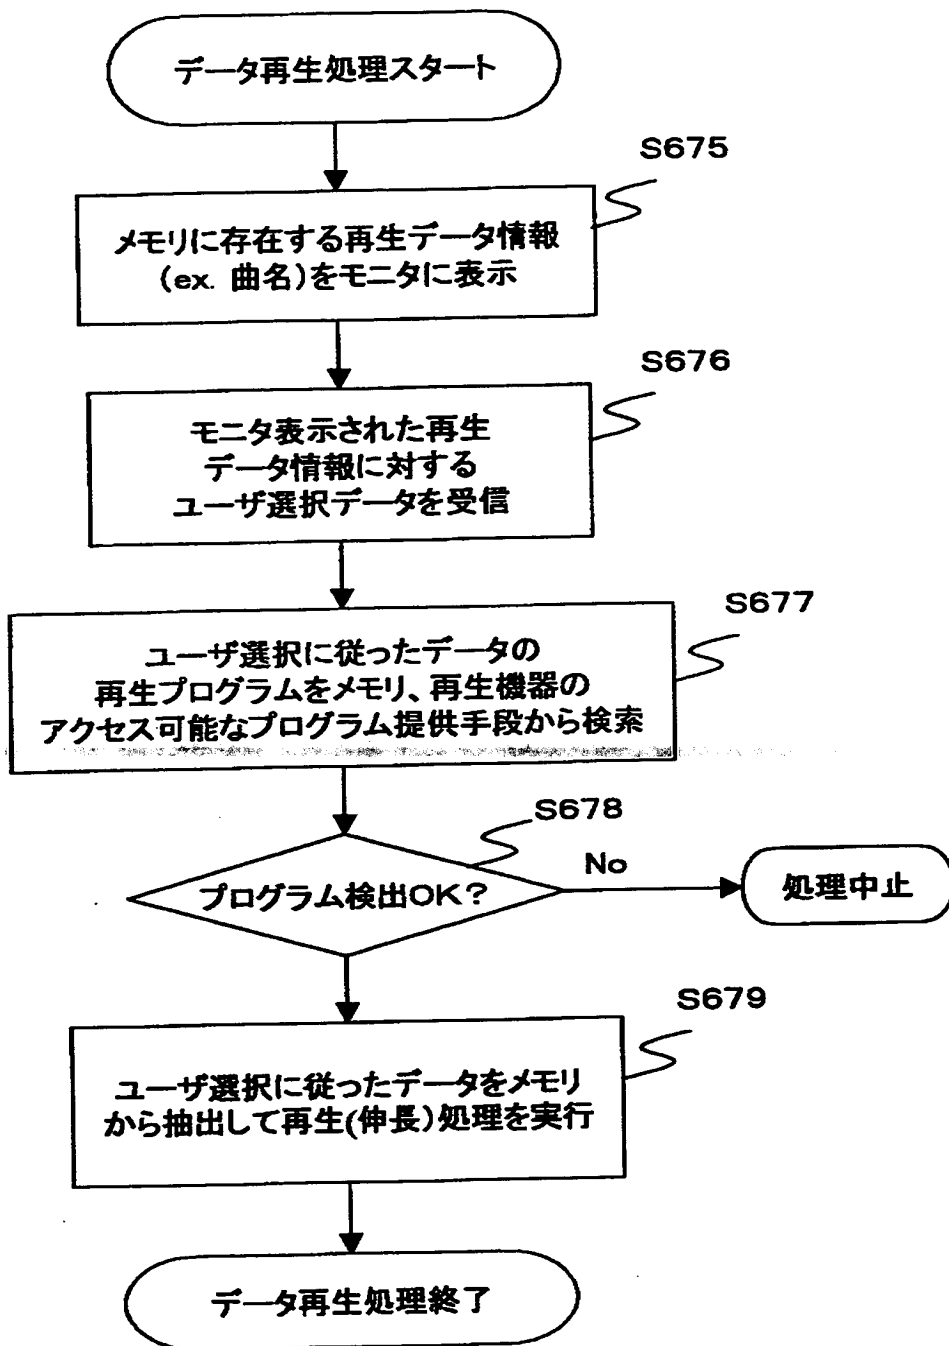 データ再生処理スタート
S675
メモリに存在する再生データ情報
(ex. 曲名)をモニタに表示
S676
モニタ表示された再生
データ情報に対する
ユーザ選択データを受信
S677
ユーザ選択に従ったデータの
再生プログラムをメモリ、再生機器の
アクセス可能なプログラム提供手段から検索
S678
プログラム検出OK?
No
処理中止
S679
ユーザ選択に従ったデータをメモリ
から抽出して再生(伸長)処理を実行
データ再生処理終了